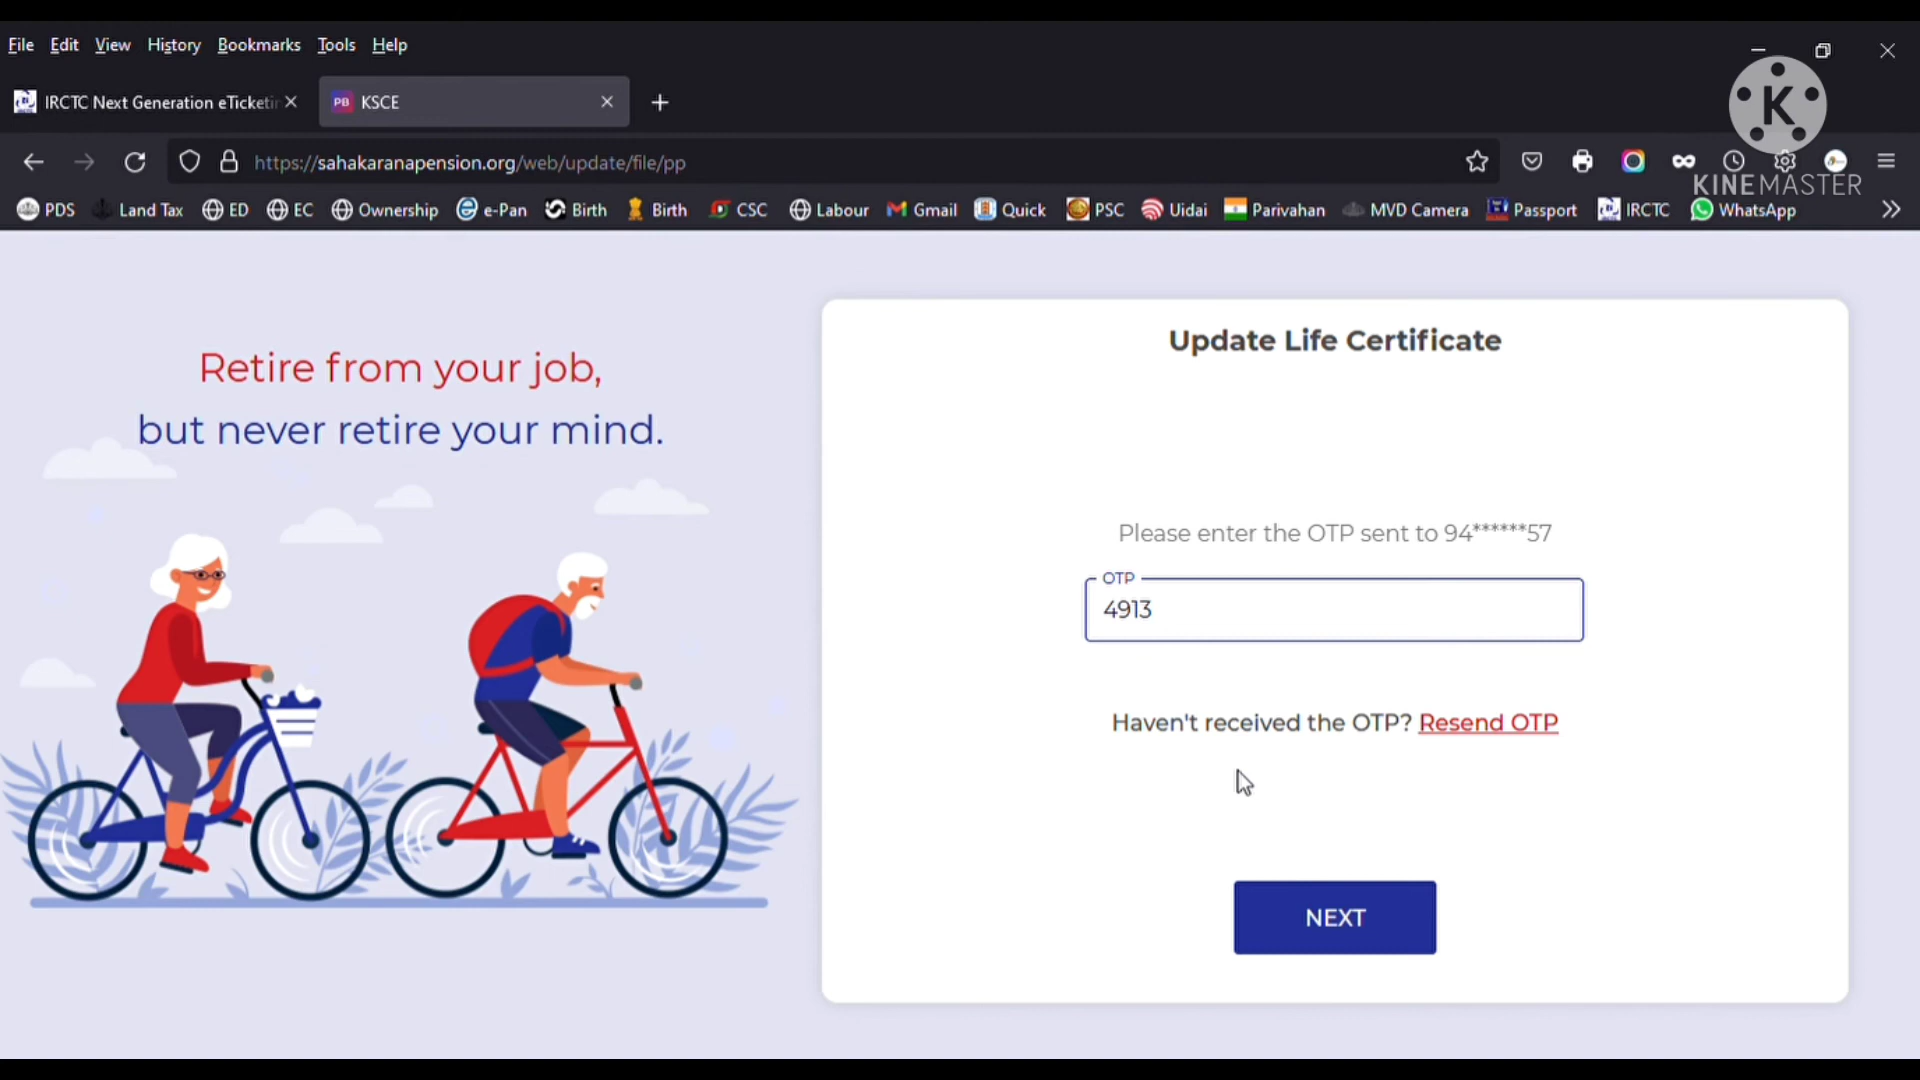 File Edit View History Bookmarks Tools Help
IRCTC Next Generation eTicketin
PB KSCE
https://sahakaranapension.org/web/update/file/pp
KINEMASTER
PDS Land Tax ED EC Ownership e-Pan Birth Birth CSC Labour Gmail Quick PSC Uidai Parivahan MVD Camera Passport IRCTC WhatsApp
Retire from your job,
but never retire your mind.
Update Life Certificate
Please enter the OTP sent to 94******57
OTP
4913
Haven't received the OTP? Resend OTP
NEXT